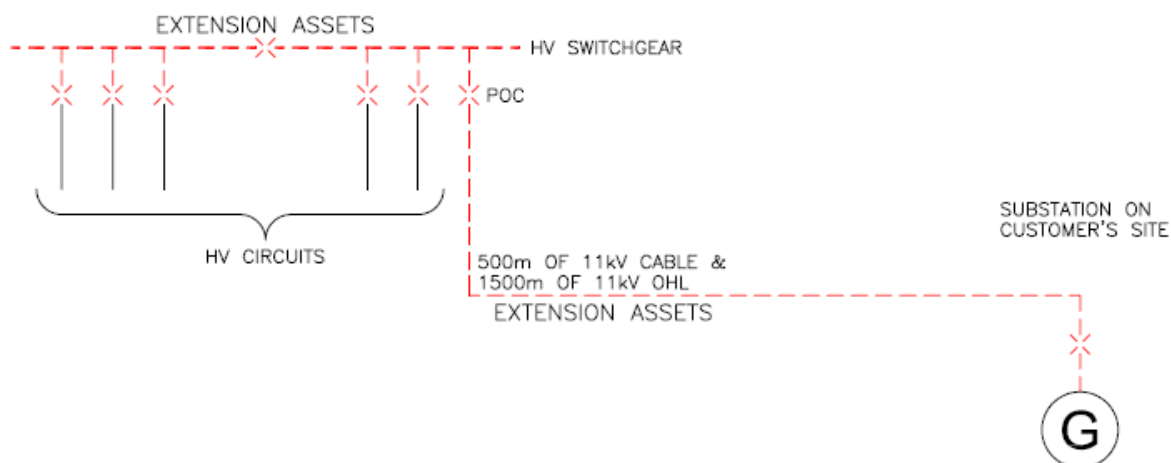 EXTENSION ASSETS
HV SWITCHGEAR
POC
HV CIRCUITS
SUBSTATION ON
CUSTOMER'S SITE
500m OF 11kV CABLE &
1500m OF 11kV OHL
EXTENSION ASSETS
G